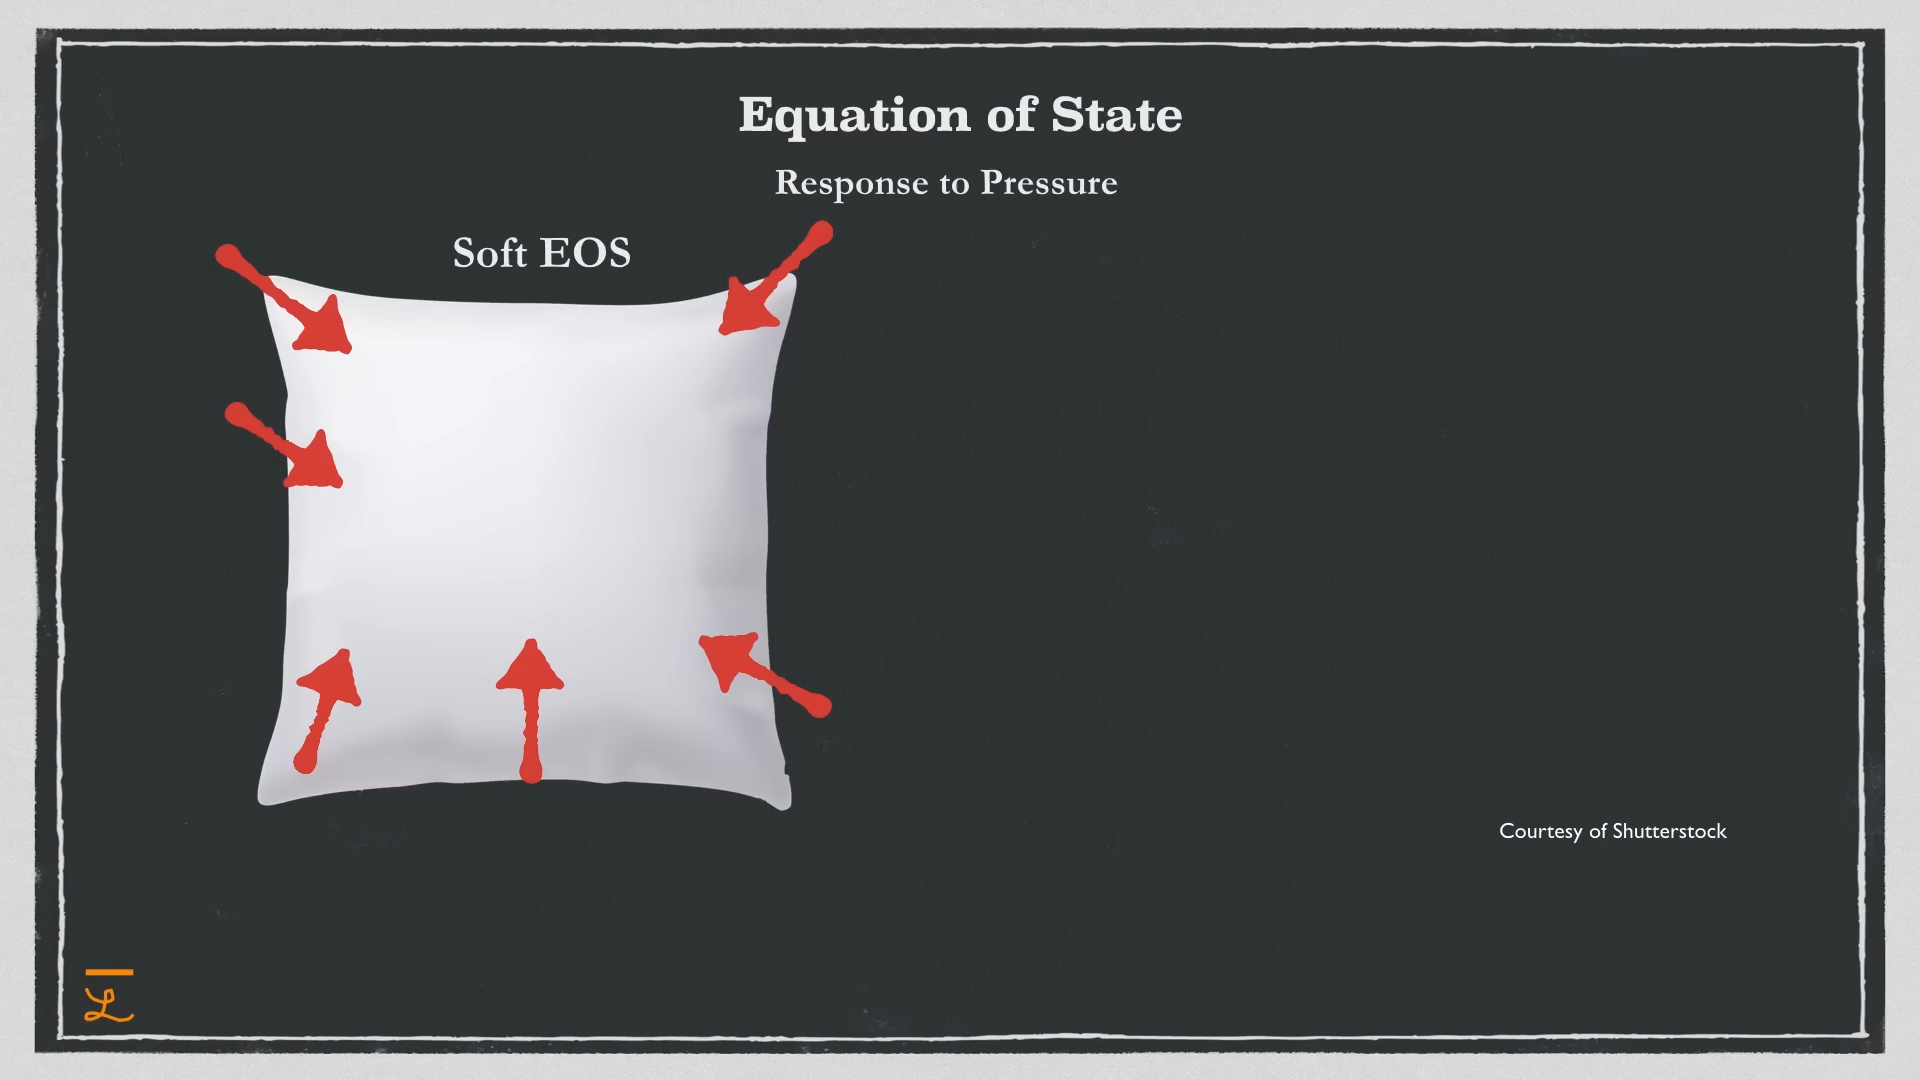 Equation of State
Response to Pressure
Soft EOS
Courtesy of Shutterstock